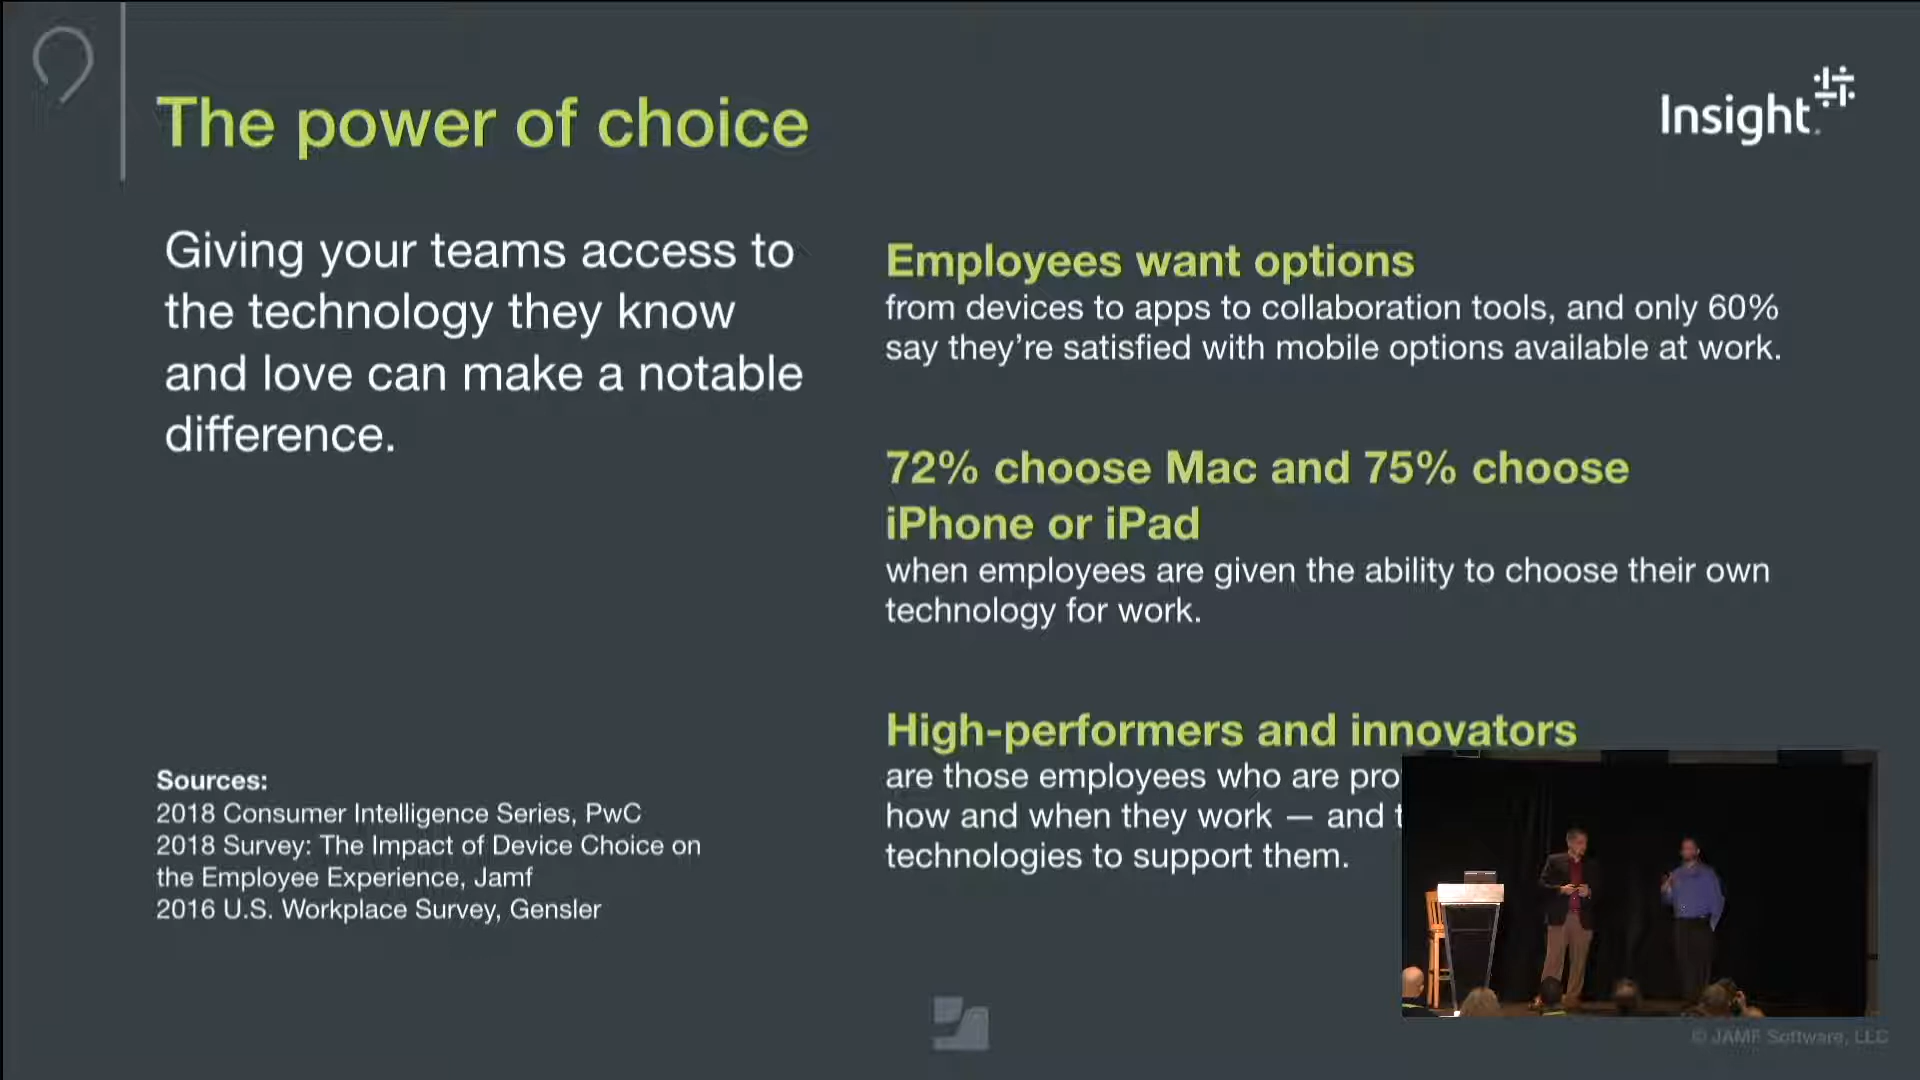 The power of choice
Insight
Giving your teams access to
the technology they know
and love can make a notable
difference.
Employees want options
from devices to apps to collaboration tools, and only 60%
say they’re satisfied with mobile options available at work.
72% choose Mac and 75% choose
iPhone or iPad
when employees are given the ability to choose their own
technology for work.
High-performers and innovators
are those employees who are
how and when they work — and
technologies to support them.
Sources:
2018 Consumer Intelligence Series, PwC
2018 Survey: The Impact of Device Choice on
the Employee Experience, Jamf
2016 U.S. Workplace Survey, Gensler
© JAMF Software, LLC